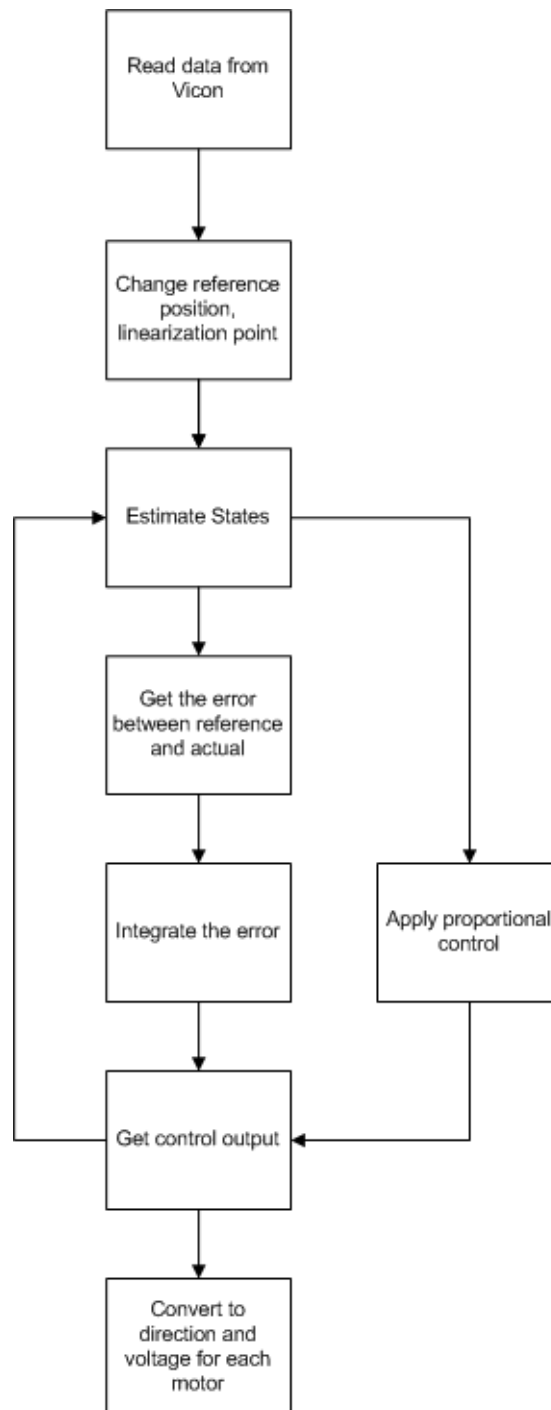 Read data from
Vicon
Change reference
position,
linearization point
Estimate States
Get the error
between reference
and actual
Integrate the error
Apply proportional
control
Get control output
Convert to
direction and
voltage for each
motor